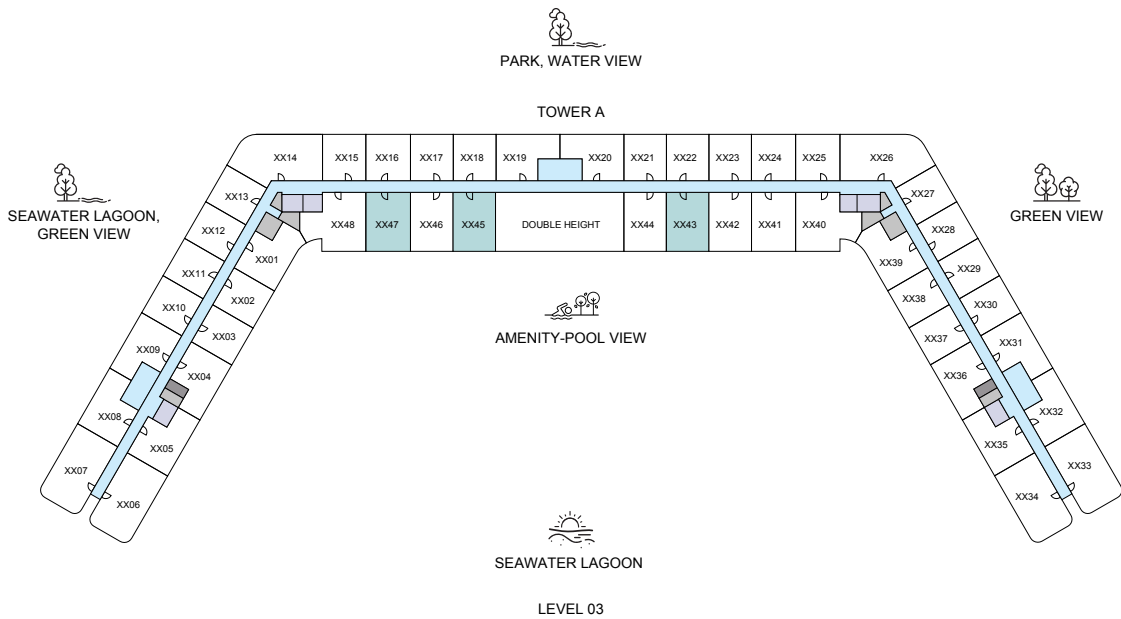 PARK, WATER VIEW
TOWER A
XX14
XX15
XX16
XX17
XX18
XX19
XX20
XX21
XX22
XX23
XX24
XX25
XX26
SEAWATER LAGOON,
GREEN VIEW
GREEN VIEW
XX13
XX27
XX12
XX48
XX47
XX46
XX45
DOUBLE HEIGHT
XX44
XX43
XX42
XX41
XX40
XX28
XX01
XX39
XX11
XX29
XX02
XX38
XX10
XX30
XX03
XX37
XX09
XX31
XX04
XX36
XX08
XX32
XX05
XX35
XX07
XX33
XX06
XX34
AMENITY-POOL VIEW
SEAWATER LAGOON
LEVEL 03